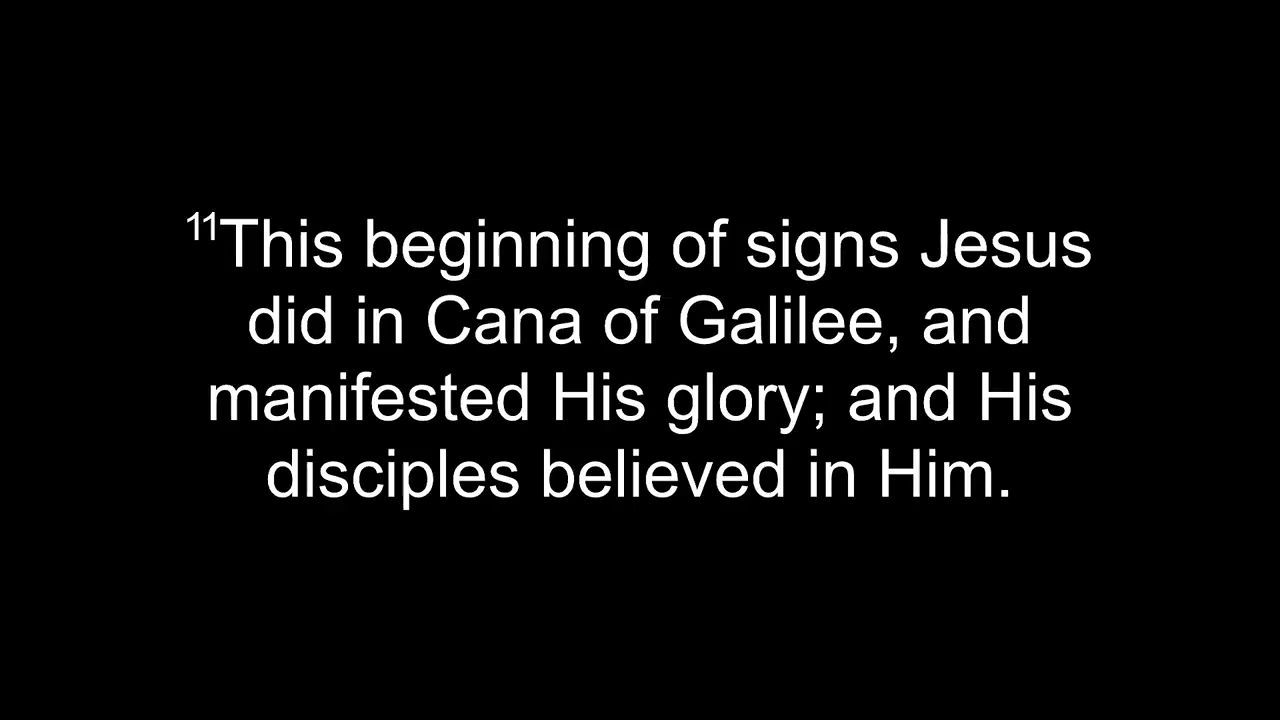 11This beginning of signs Jesus
did in Cana of Galilee, and
manifested His glory; and His
disciples believed in Him.